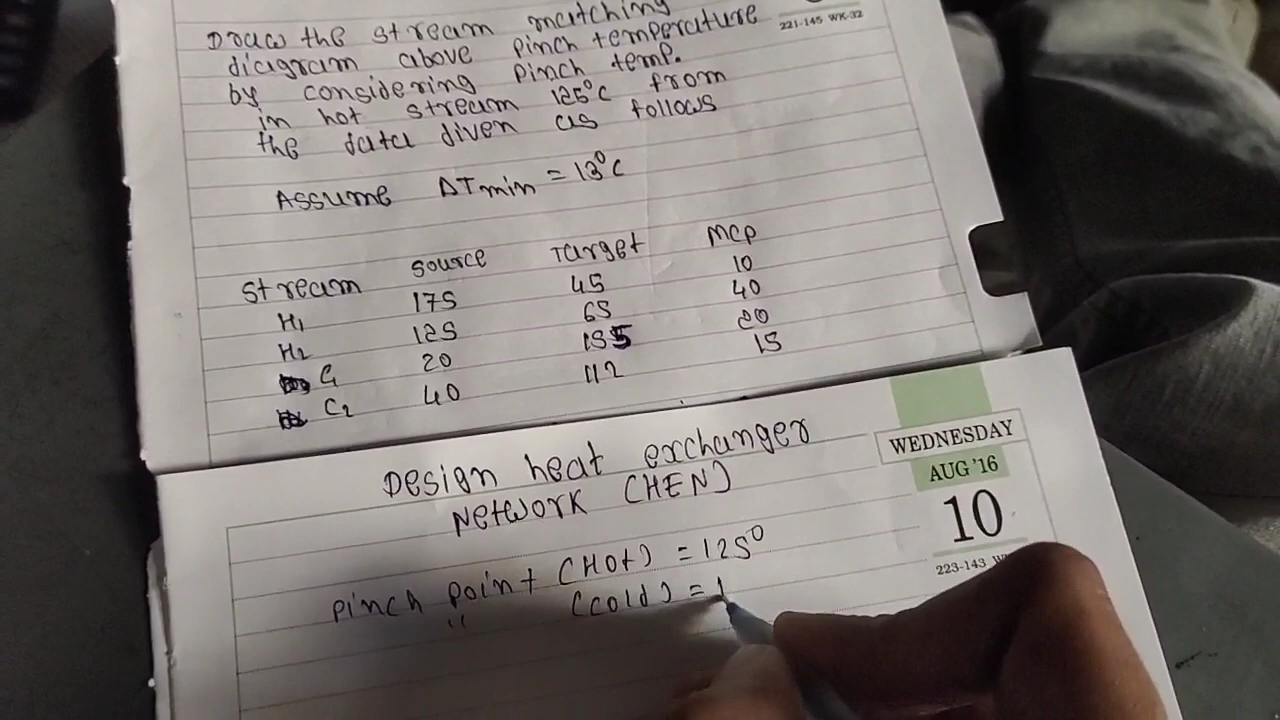 Draw the stream matching
diagram above pinch temperature
by considering pinch temp.
in hot stream 125°C from
the data diven as follows
221-145 WK-32
Assume ΔTmin = 13°C
Stream Source Target MCP
H1 175 45 10
H2 125 65 40
C1 20 155 20
C2 40 112 15
Design heat exchanger
Network (HEN)
WEDNESDAY
AUG '16
10
223-143
Pinch point (Hot) = 125°
" (cold) = 1